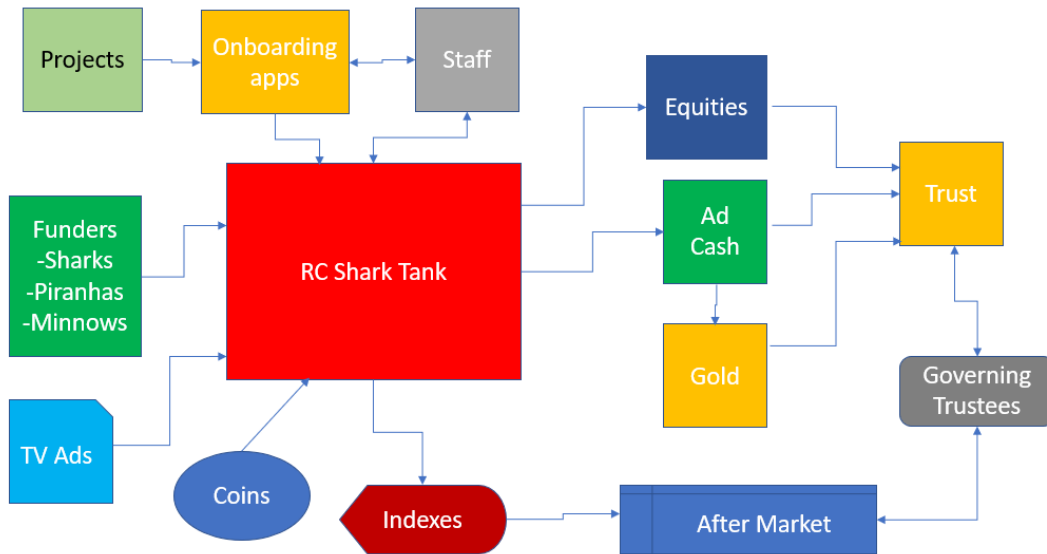 Projects
Onboarding
apps
Staff
Equities
Trust
Funders
-Sharks
-Piranhas
-Minnows
RC Shark Tank
Ad
Cash
Gold
Governing
Trustees
TV Ads
Coins
Indexes
After Market